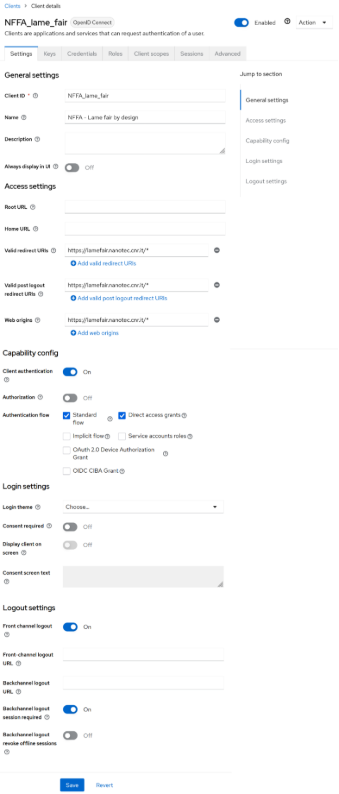 Clients > Client details
NFFA_lame_fair OpenID Connect
Enabled Action
Clients are applications and services that can request authentication of a user.
Settings Keys Credentials Roles Client scopes Sessions Advanced
General settings
Jump to section
Client ID * NFFA_lame_fair
General settings
Name NFFA - Lame fair by design
Access settings
Description
Capability config
Login settings
Always display in UI Off
Logout settings
Access settings
Root URL
Home URL
Valid redirect URIs https://lamefair.nanotec.cnr.it/*
Add valid redirect URIs
Valid post logout
redirect URIs
https://lamefair.nanotec.cnr.it/*
Add valid post logout redirect URIs
Web origins https://lamefair.nanotec.cnr.it/*
Add web origins
Capability config
Client authentication On
Authorization Off
Authentication flow
Standard
flow
Direct access grants
Implicit flow Service accounts roles
OAuth 2.0 Device Authorization
Grant
OIDC CIBA Grant
Login settings
Login theme Choose...
Consent required Off
Display client on
screen
Off
Consent screen text
Logout settings
Front channel logout On
Front-channel logout
URL
Backchannel logout
URL
Backchannel logout
session required
On
Backchannel logout
revoke offline sessions
Off
Save Revert